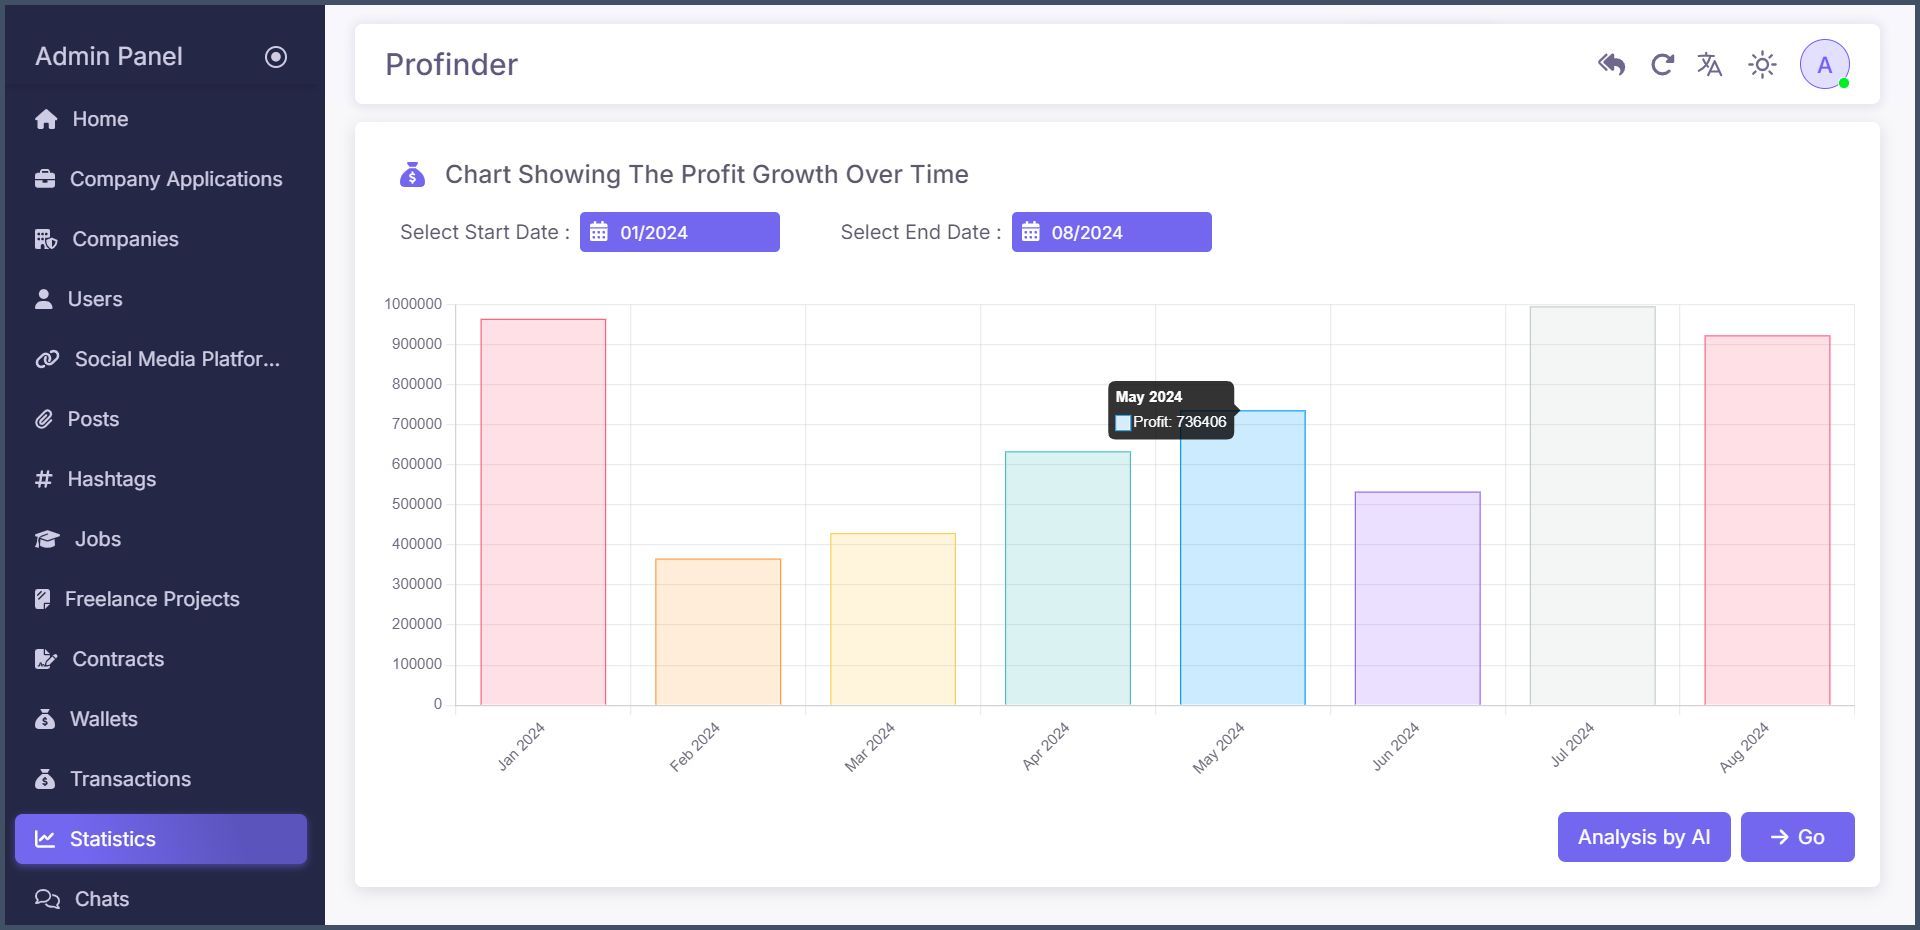 Admin Panel
Home
Company Applications
Companies
Users
Social Media Platfor...
Posts
# Hashtags
Jobs
Freelance Projects
Contracts
Wallets
Transactions
Statistics
Chats
Profinder
A
Chart Showing The Profit Growth Over Time
Select Start Date : 01/2024
Select End Date : 08/2024
1000000
900000
800000
700000
600000
500000
400000
300000
200000
100000
0
May 2024
Profit: 736406
Jan 2024
Feb 2024
Mar 2024
Apr 2024
May 2024
Jun 2024
Jul 2024
Aug 2024
Analysis by AI
Go